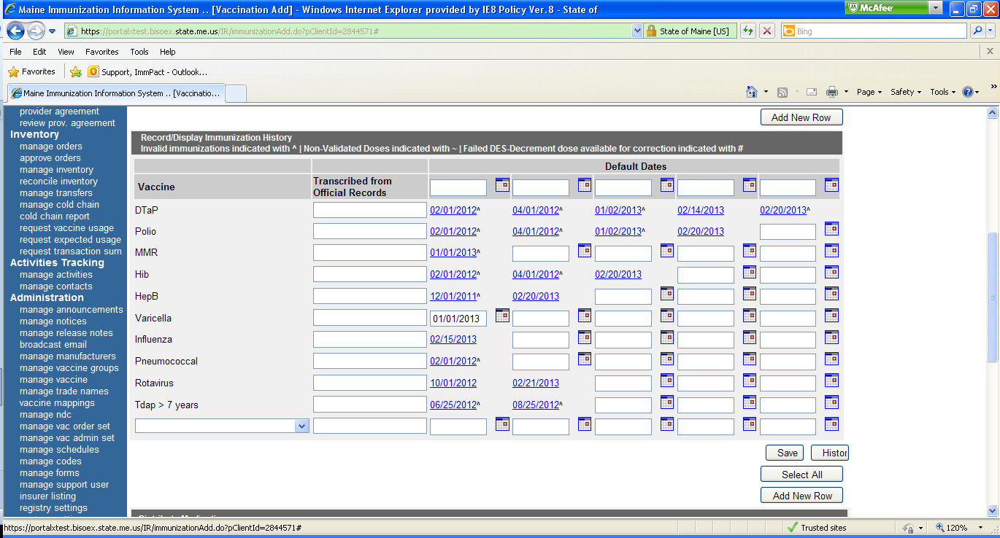 Maine Immunization Information System .. [Vaccination Add] - Windows Internet Explorer provided by IE8 Policy Ver. 8 - State of
McAfee
https://portalxtest.bisoex.state.me.us/IR/immunizationAdd.do?pClientId=2844571#
State of Maine [US]
Bing
File Edit View Favorites Tools Help
Favorites
Support, ImmPact - Outlook...
Maine Immunization Information System .. [Vaccinatio...
Page Safety Tools
provider agreement
review prov. agreement
Inventory
manage orders
approve orders
manage inventory
reconcile inventory
manage transfers
manage cold chain
cold chain report
request vaccine usage
request expected usage
request transaction sum
Activities Tracking
manage activities
manage contacts
Administration
manage announcements
manage notices
manage release notes
broadcast email
manage manufacturers
manage vaccine groups
manage vaccine
manage trade names
vaccine mappings
manage ndc
manage vac order set
manage vac admin set
manage schedules
manage codes
manage forms
manage support user
insurer listing
registry settings
Add New Row
Record/Display Immunization History
Invalid immunizations indicated with ^ | Non-Validated Doses indicated with ~ | Failed DES-Decrement dose available for correction indicated with #
Default Dates
Vaccine
Transcribed from
Official Records
DTaP 02/01/2012^ 04/01/2012^ 01/02/2013^ 02/14/2013 02/20/2013^
Polio 02/01/2012^ 04/01/2012^ 01/02/2013^ 02/20/2013
MMR 01/01/2013^
Hib 02/01/2012^ 04/01/2012^ 02/20/2013
HepB 12/01/2011^ 02/20/2013
Varicella 01/01/2013
Influenza 02/15/2013
Pneumococcal 02/01/2012^
Rotavirus 10/01/2012 02/21/2013
Tdap > 7 years 06/25/2012^ 08/25/2012^
Save Histor
Select All
Add New Row
https://portalxtest.bisoex.state.me.us/IR/immunizationAdd.do?pClientId=2844571#
Trusted sites
120%